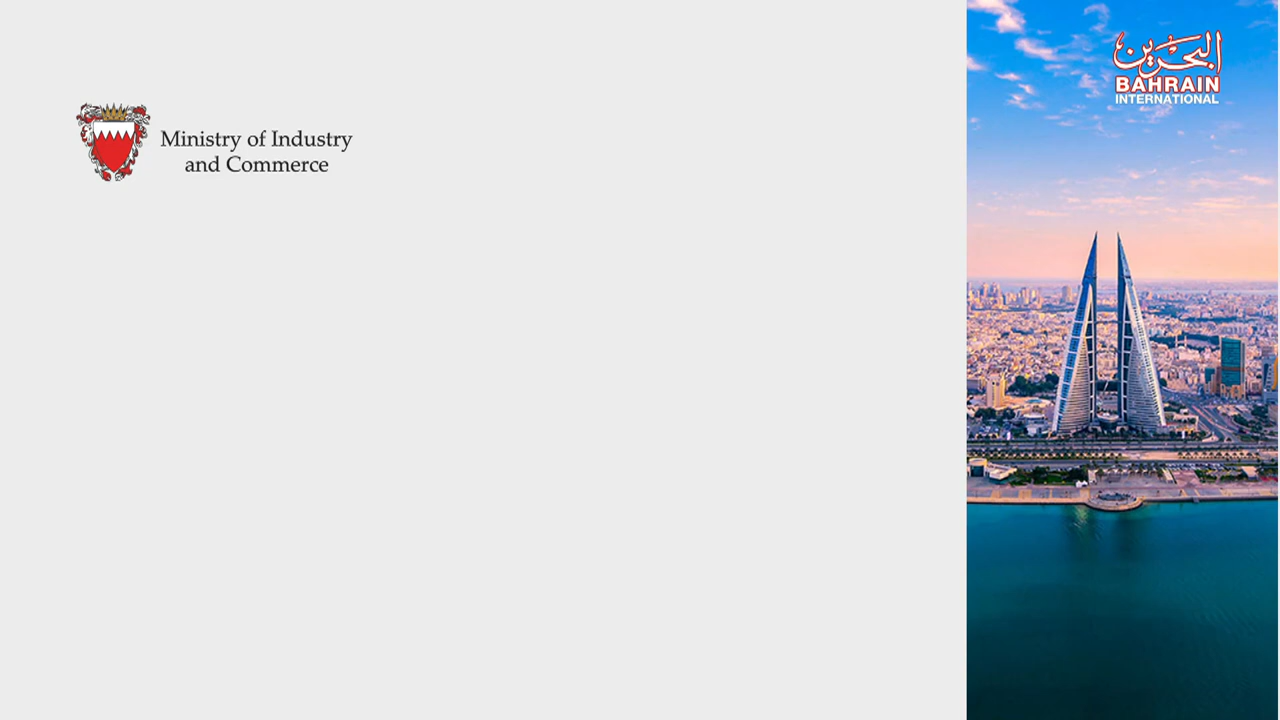 Ministry of Industry
and Commerce
البحرين
BAHRAIN
INTERNATIONAL